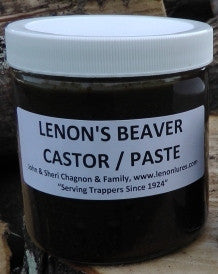 LENON'S BEAVER
CASTOR / PASTE
John & Sheri Chagnon & Family, www.lenonlures.com
"Serving Trappers Since 1924"